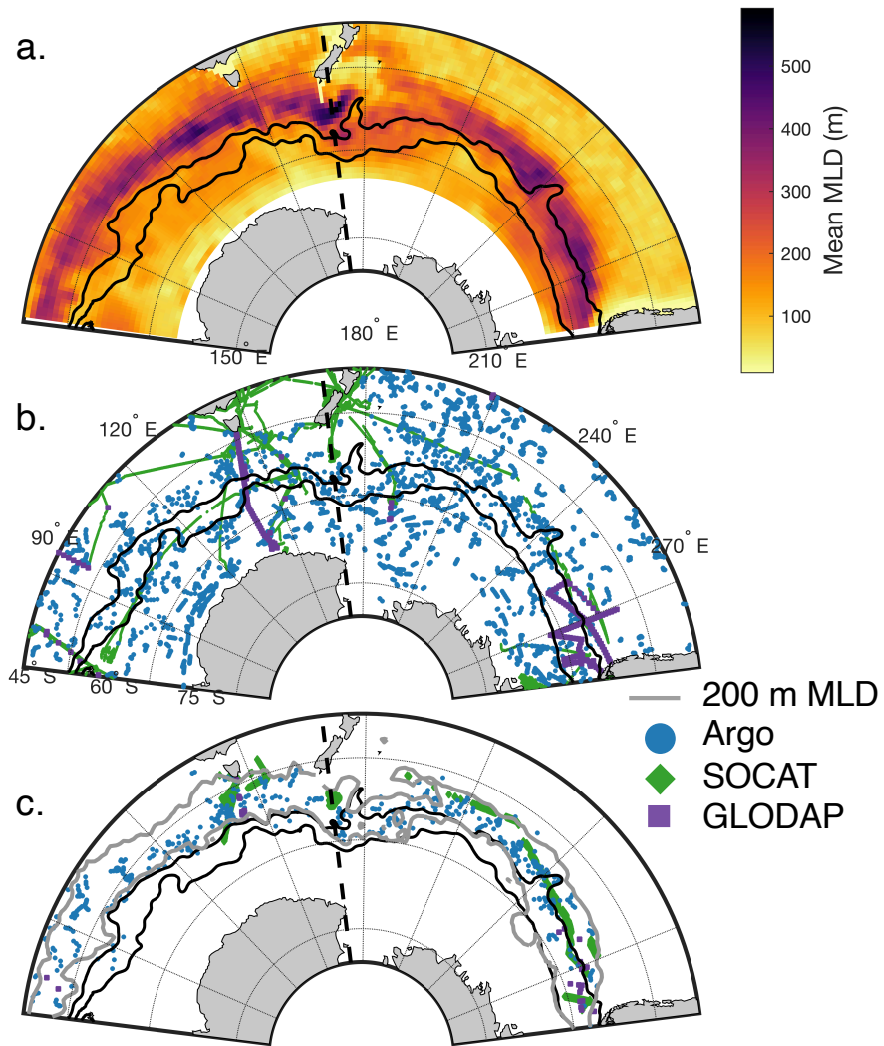 a.
500
400
300
200
100
Mean MLD (m)
150° E
180° E
210° E
b.
120° E
240° E
90° E
270° E
45° S
60° S
75° S
200 m MLD
Argo
SOCAT
GLODAP
c.